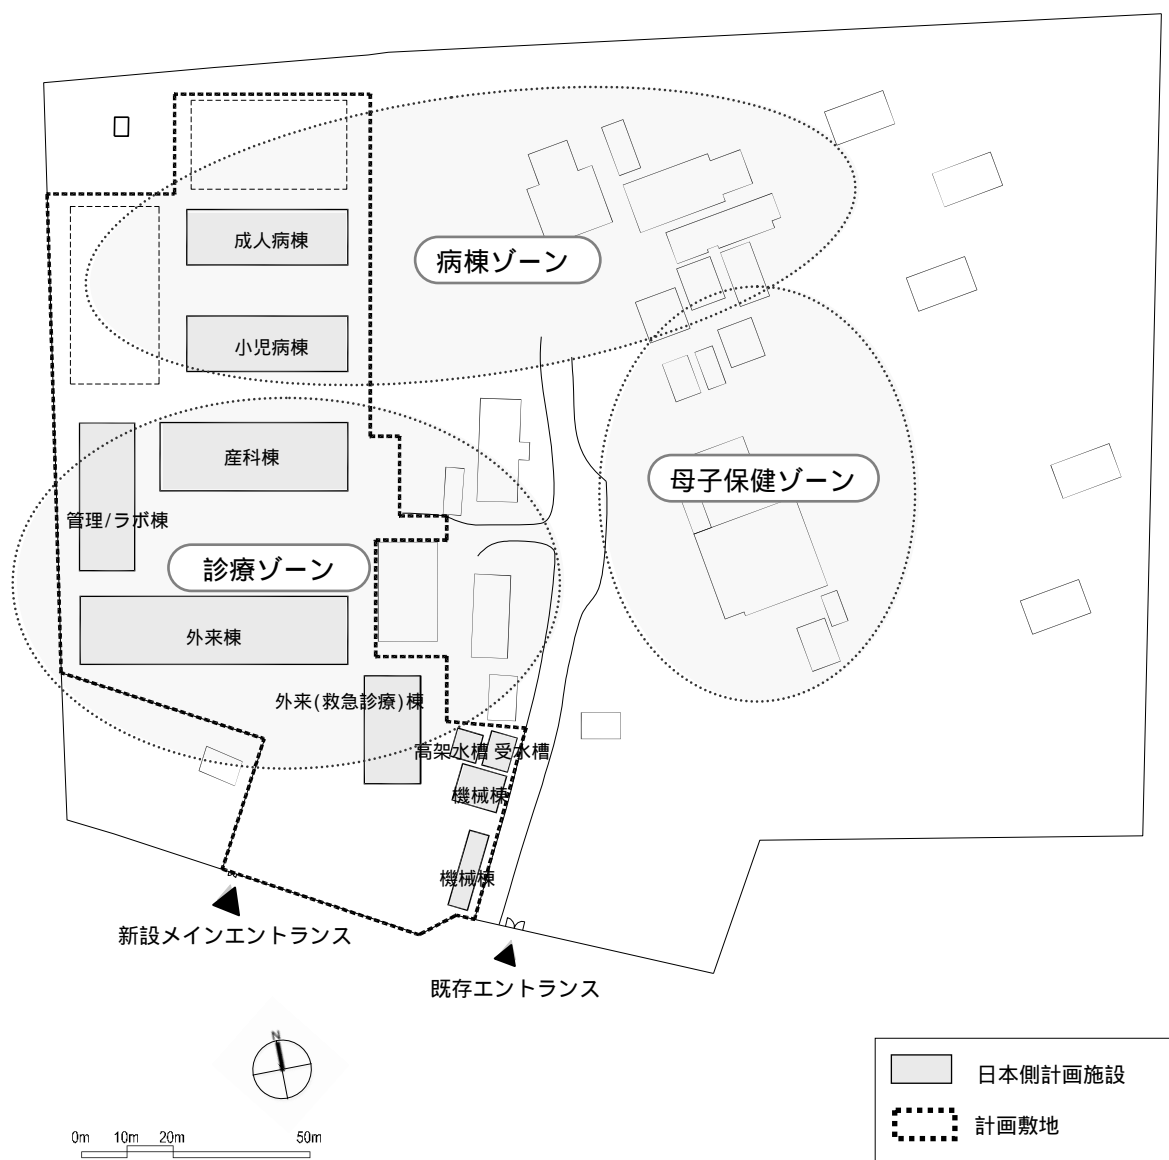 成人病棟
病棟ゾーン
小児病棟
産科棟
母子保健ゾーン
管理/ラボ棟
診療ゾーン
外来棟
外来(救急診療)棟
高架水槽 受水槽
機械棟
機械棟
新設メインエントランス
既存エントランス
N
日本側計画施設
計画敷地
0m 10m 20m 50m